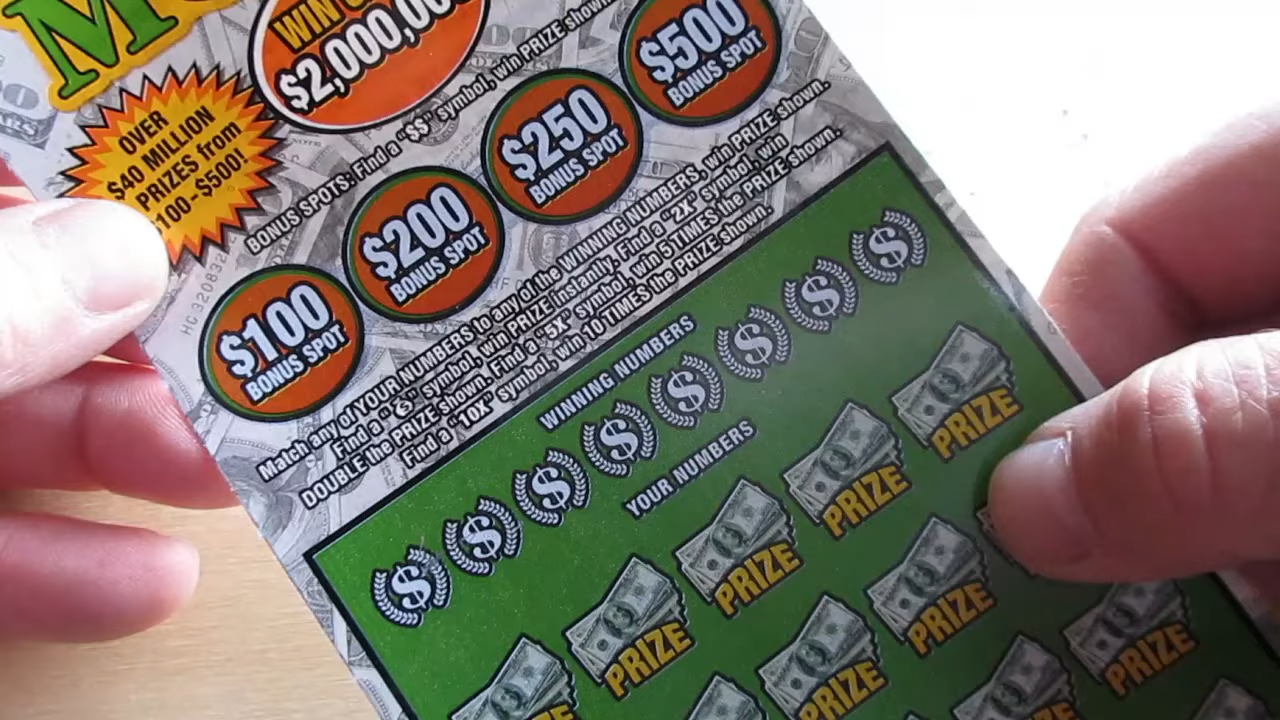 WIN
$2,000,00
OVER
$40 MILLION
PRIZES from
100-$500!
BONUS SPOTS: Find a "$$" symbol, win PRIZE shown
$100
BONUS SPOT
$200
BONUS SPOT
$250
BONUS SPOT
$500
BONUS SPOT
Match any of YOUR NUMBERS to any of the WINNING NUMBERS, win PRIZE shown.
Find a " " symbol, win PRIZE instantly. Find a "2X" symbol, win
DOUBLE the PRIZE shown. Find a "5X" symbol, win 5 TIMES the PRIZE shown.
Find a "10X" symbol, win 10 TIMES the PRIZE shown.
WINNING NUMBERS
$ $ $ $ $ $ $ $
YOUR NUMBERS
PRIZE
PRIZE
PRIZE
PRIZE
PRIZE
PRIZE
PRIZE